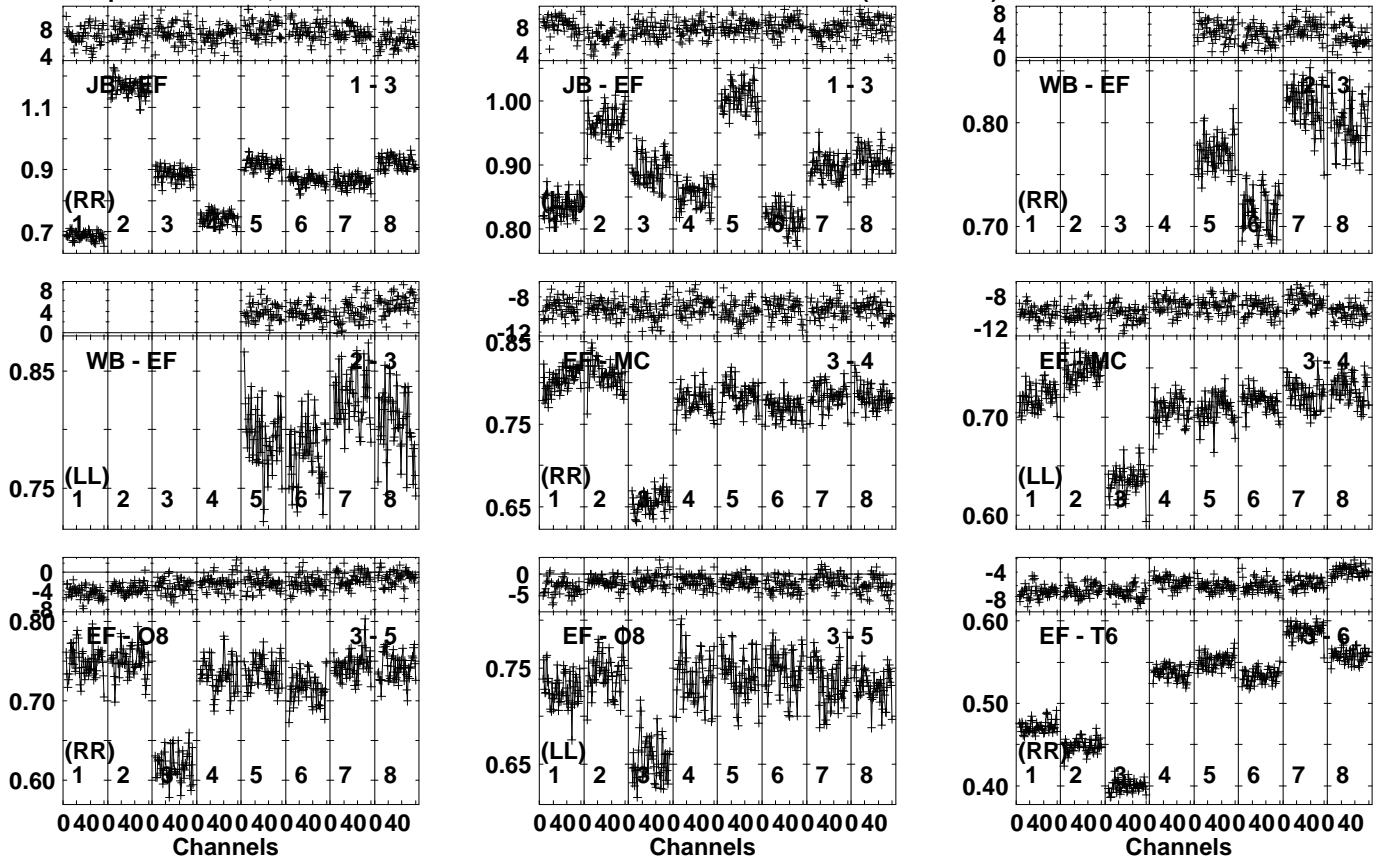 8
4
JB - EF 1 - 3
1.1
0.9
(RR)
1 2 3 4 5 6 7 8
0.7
8
4
JB - EF 1 - 3
1.00
0.90
(LL)
1 2 3 4 5 6 7 8
0.80
8
4
0
WB - EF 2 - 3
0.80
(RR)
0.70 1 2 3 4 5 6 7 8
8
4
0
WB - EF 2 - 3
0.85
(LL)
0.75 1 2 3 4 5 6 7 8
-8
-12
0.85
EF - MC 3 - 4
0.75
(RR)
0.65 1 2 3 4 5 6 7 8
-8
-12
EF - MC 3 - 4
0.70
(LL)
1 2 3 4 5 6 7 8
0.60
0
-4
-8
0.80
EF - O8 3 - 5
0.70
(RR)
0.60 1 2 3 4 5 6 7 8
0
-5
EF - O8 3 - 5
0.75
(LL)
0.65 1 2 3 4 5 6 7 8
-4
-8
0.60
EF - T6 3 - 6
0.50
(RR)
1 2 3 4 5 6 7 8
0.40
0 40 0 40 0 40 0 40 0 40 0 40 0 40 0 40
Channels
0 40 0 40 0 40 0 40 0 40 0 40 0 40 0 40
Channels
0 40 0 40 0 40 0 40 0 40 0 40 0 40 0 40
Channels